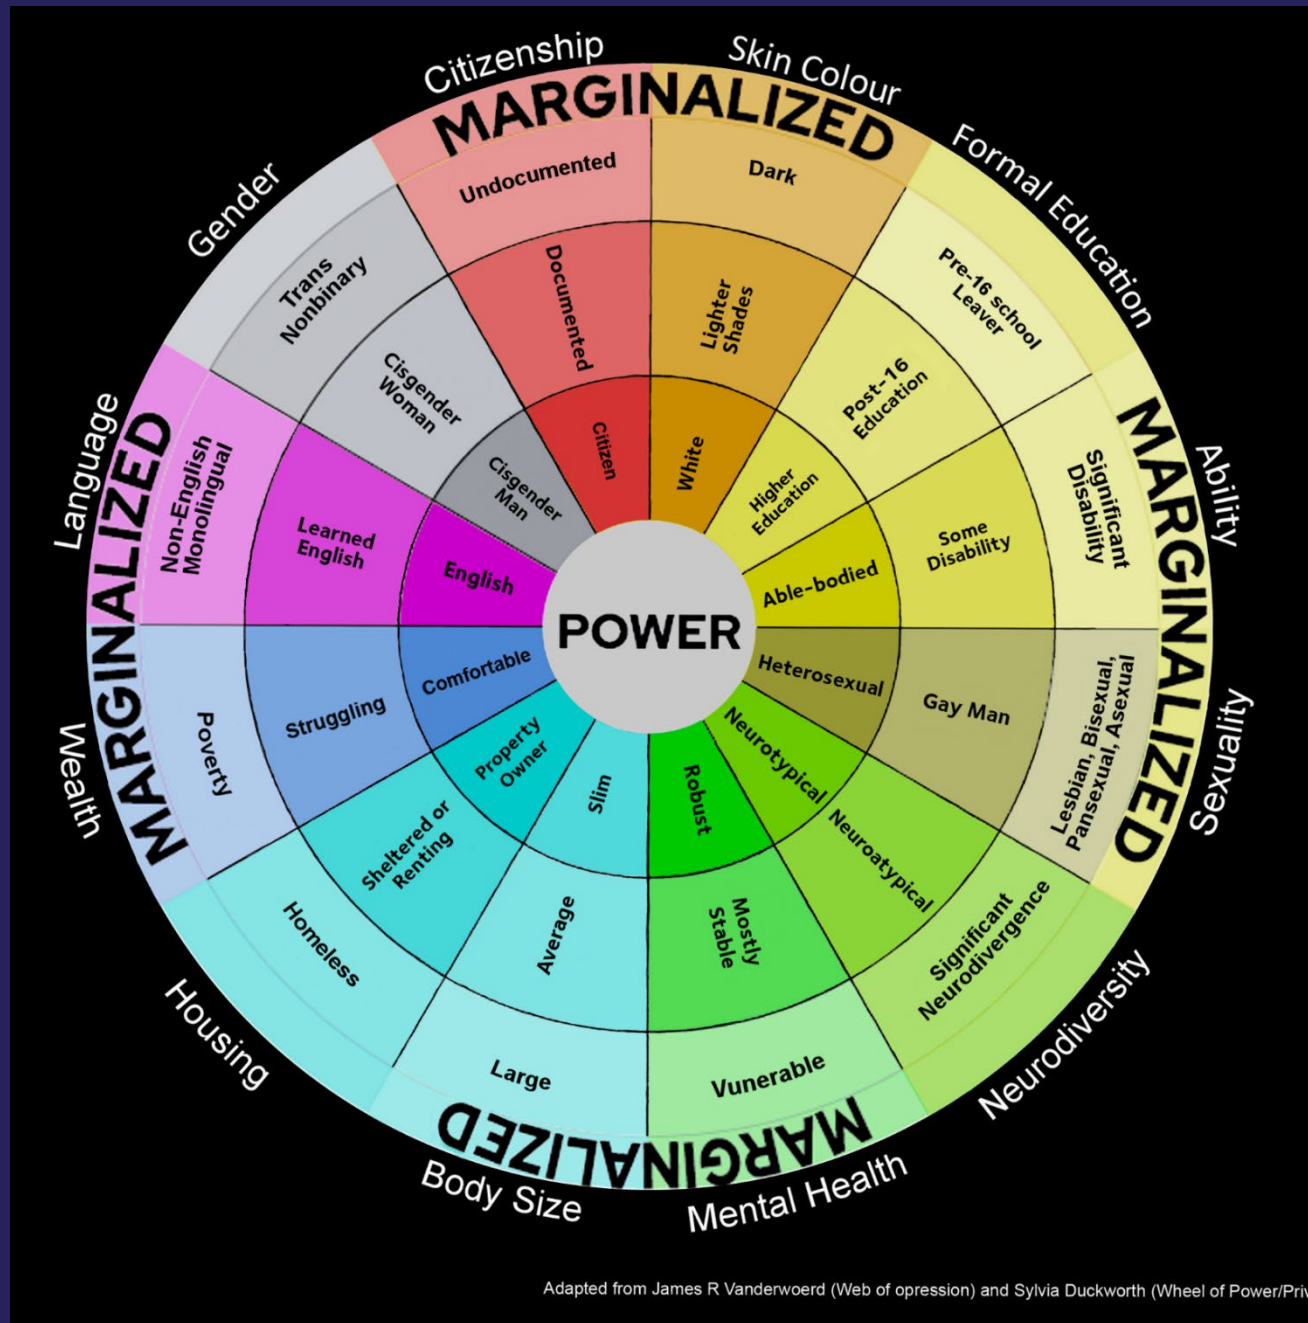 Citizenship
Skin Colour
Formal Education
Ability
Sexuality
Neurodiversity
Mental Health
Body Size
Housing
Wealth
Language
Gender
MARGINALIZED
MARGINALIZED
MARGINALIZED
MARGINALIZED
Undocumented
Documented
Citizen
Dark
Lighter
Shades
White
Pre-16 school
Leaver
Post-16
Education
Higher
Education
Significant
Disability
Some
Disability
Able-bodied
Lesbian, Bisexual,
Pansexual, Asexual
Gay Man
Heterosexual
Significant
Neurodivergence
Neuroatypical
Neurotypical
Vunerable
Mostly
Stable
Robust
Large
Average
Slim
Homeless
Sheltered or
Renting
Property
Owner
Poverty
Struggling
Comfortable
Non-English
Monolingual
Learned
English
English
Trans
Nonbinary
Cisgender
Woman
Cisgender
Man
POWER
Adapted from James R Vanderwoerd (Web of opression) and Sylvia Duckworth (Wheel of Power/Priv